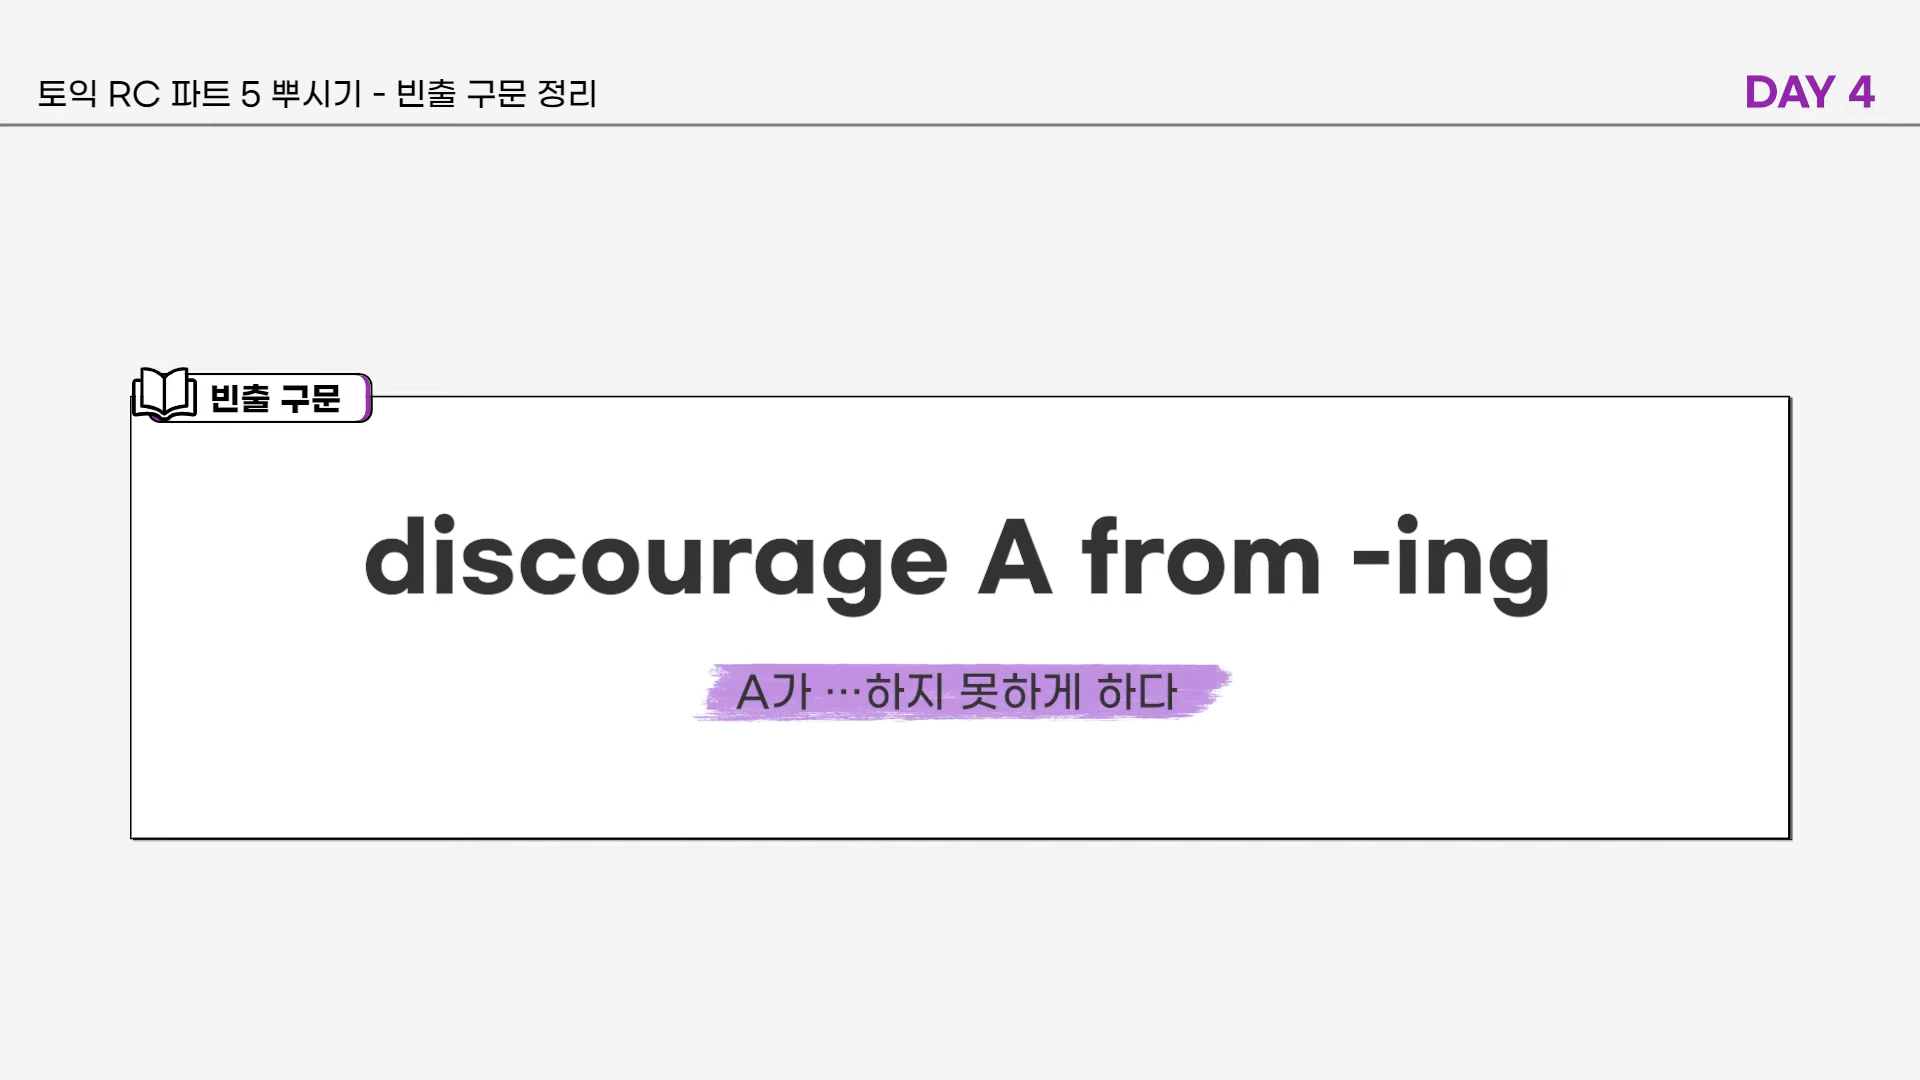 토익 RC 파트 5 뿌시기 - 빈출 구문 정리
DAY 4
빈출 구문
discourage A from -ing
A가 …하지 못하게 하다